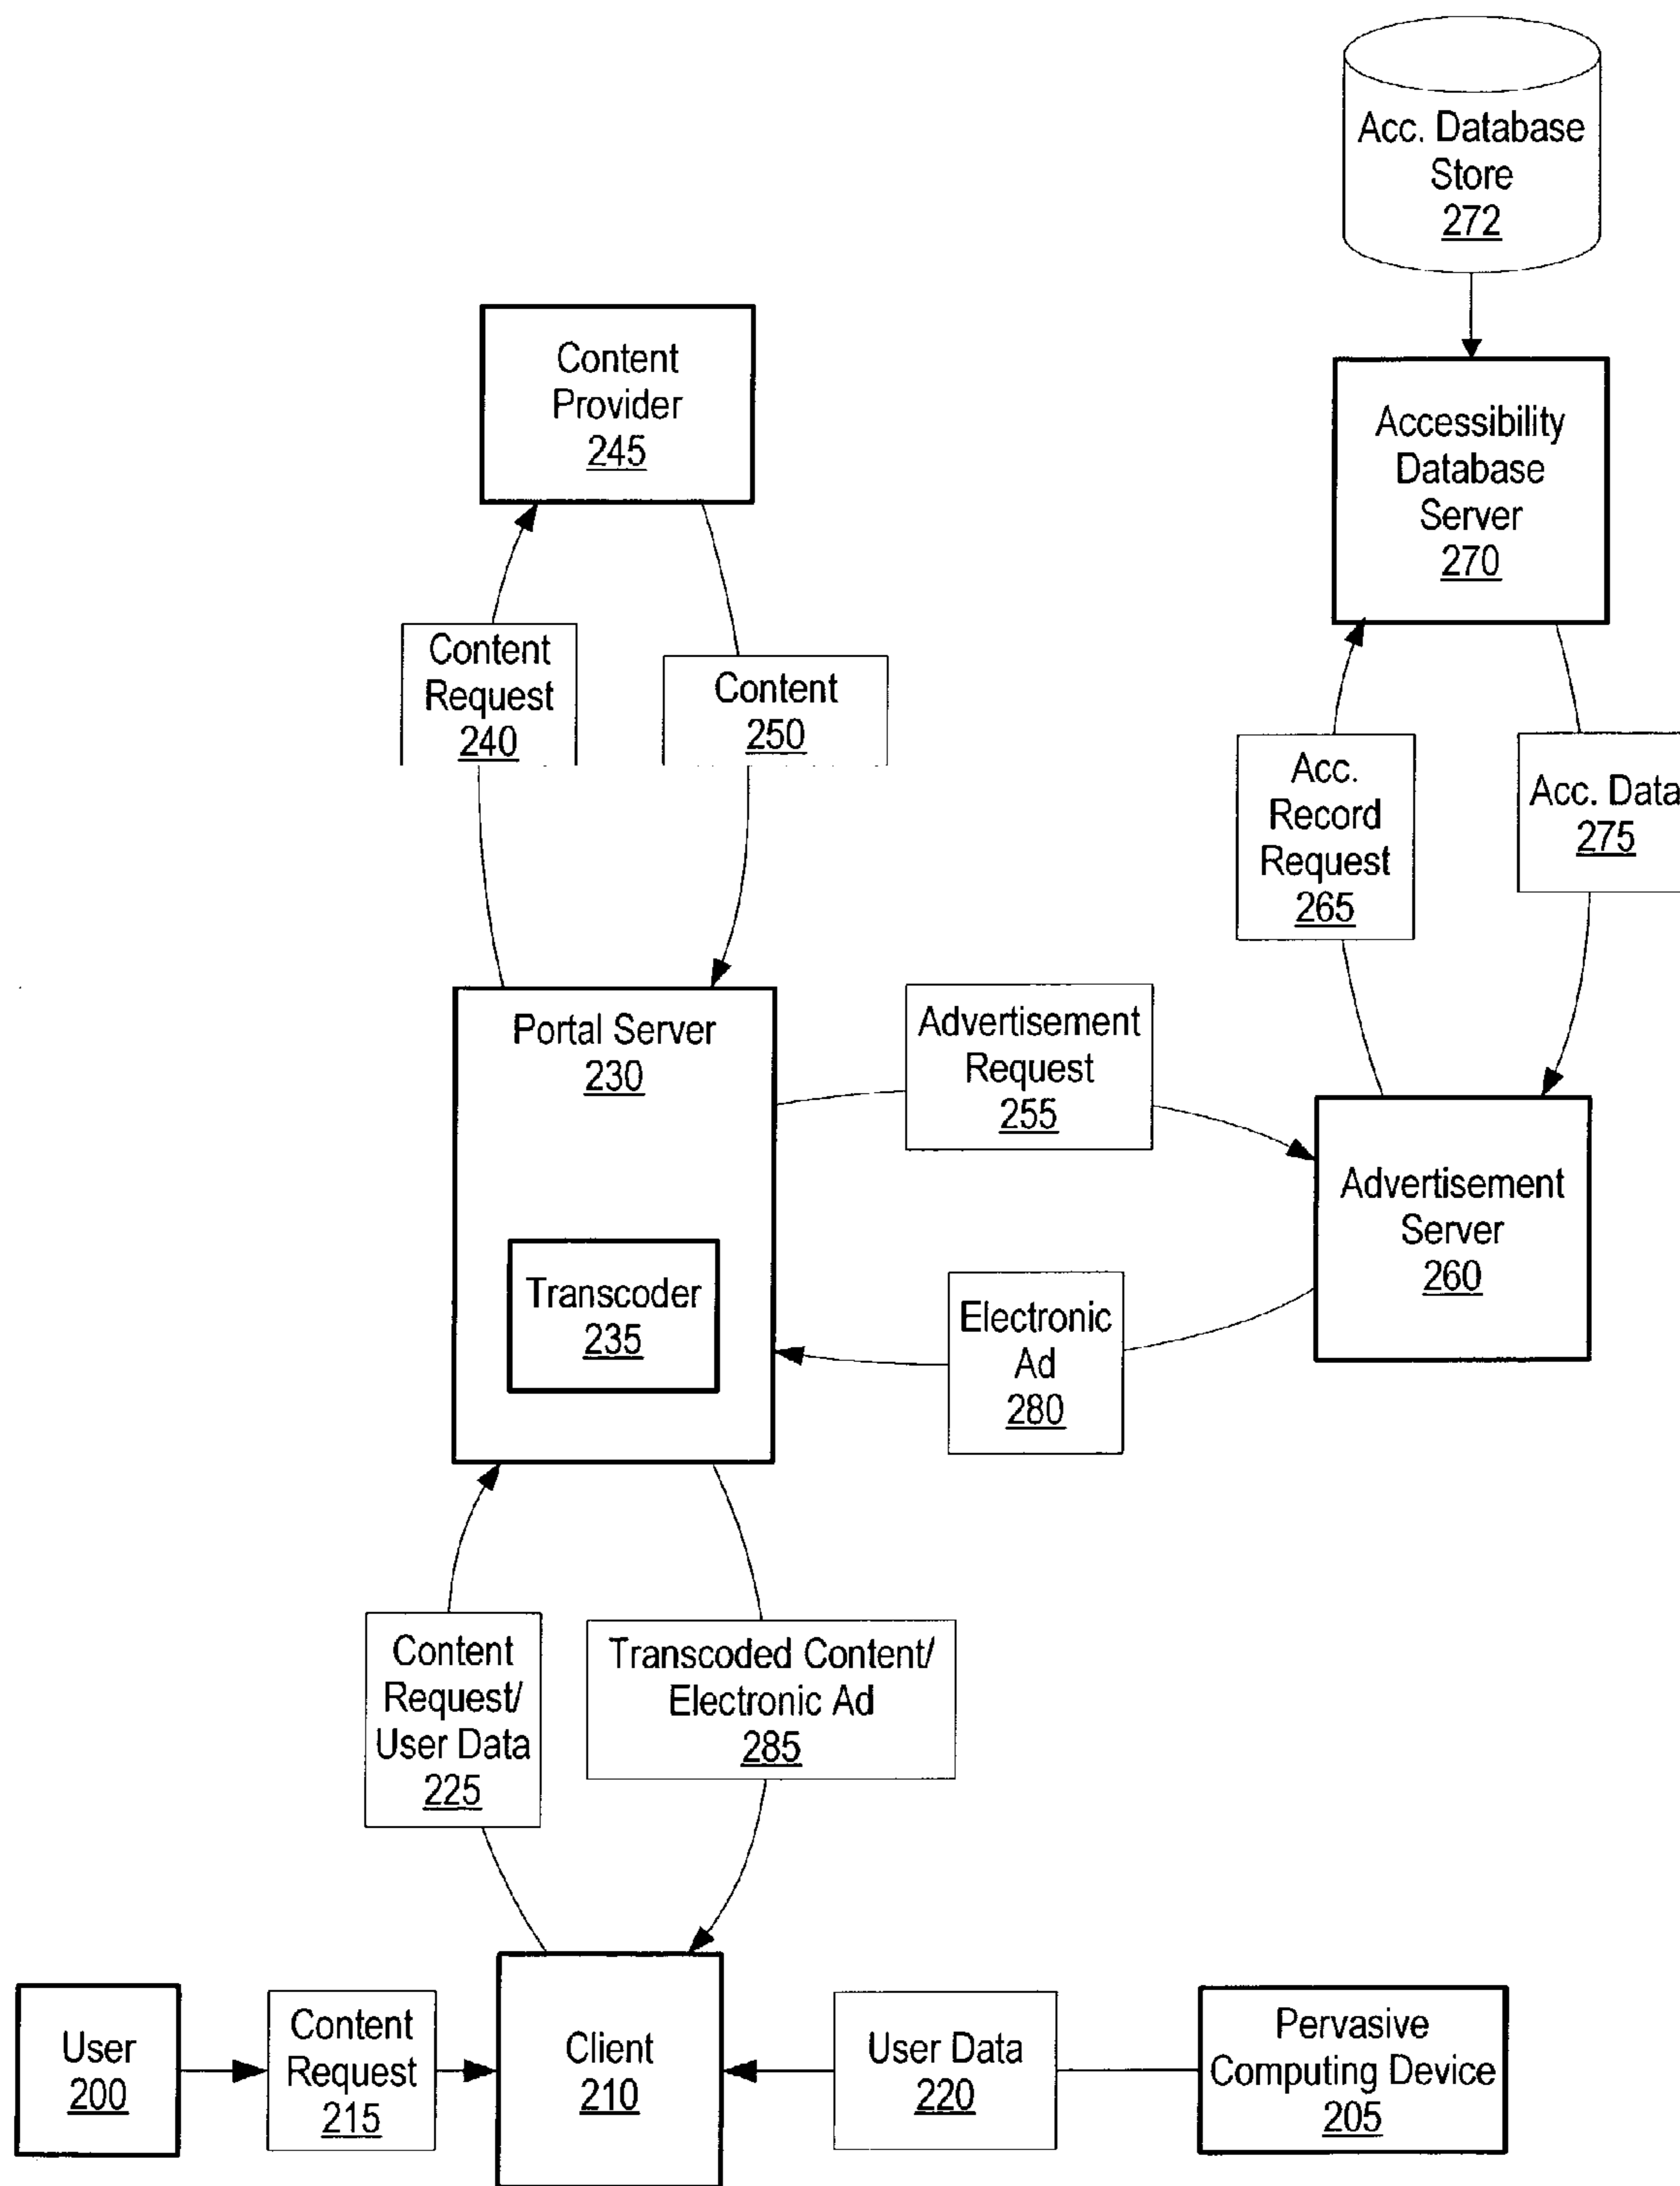 Acc. Database
Store
272
Content
Provider
245
Accessibility
Database
Server
270
Content
Request
240
Content
250
Acc.
Record
Request
265
Acc. Data
275
Portal Server
230
Advertisement
Request
255
Advertisement
Server
260
Transcoder
235
Electronic
Ad
280
Content
Request/
User Data
225
Transcoded Content/
Electronic Ad
285
User
200
Content
Request
215
Client
210
User Data
220
Pervasive
Computing Device
205